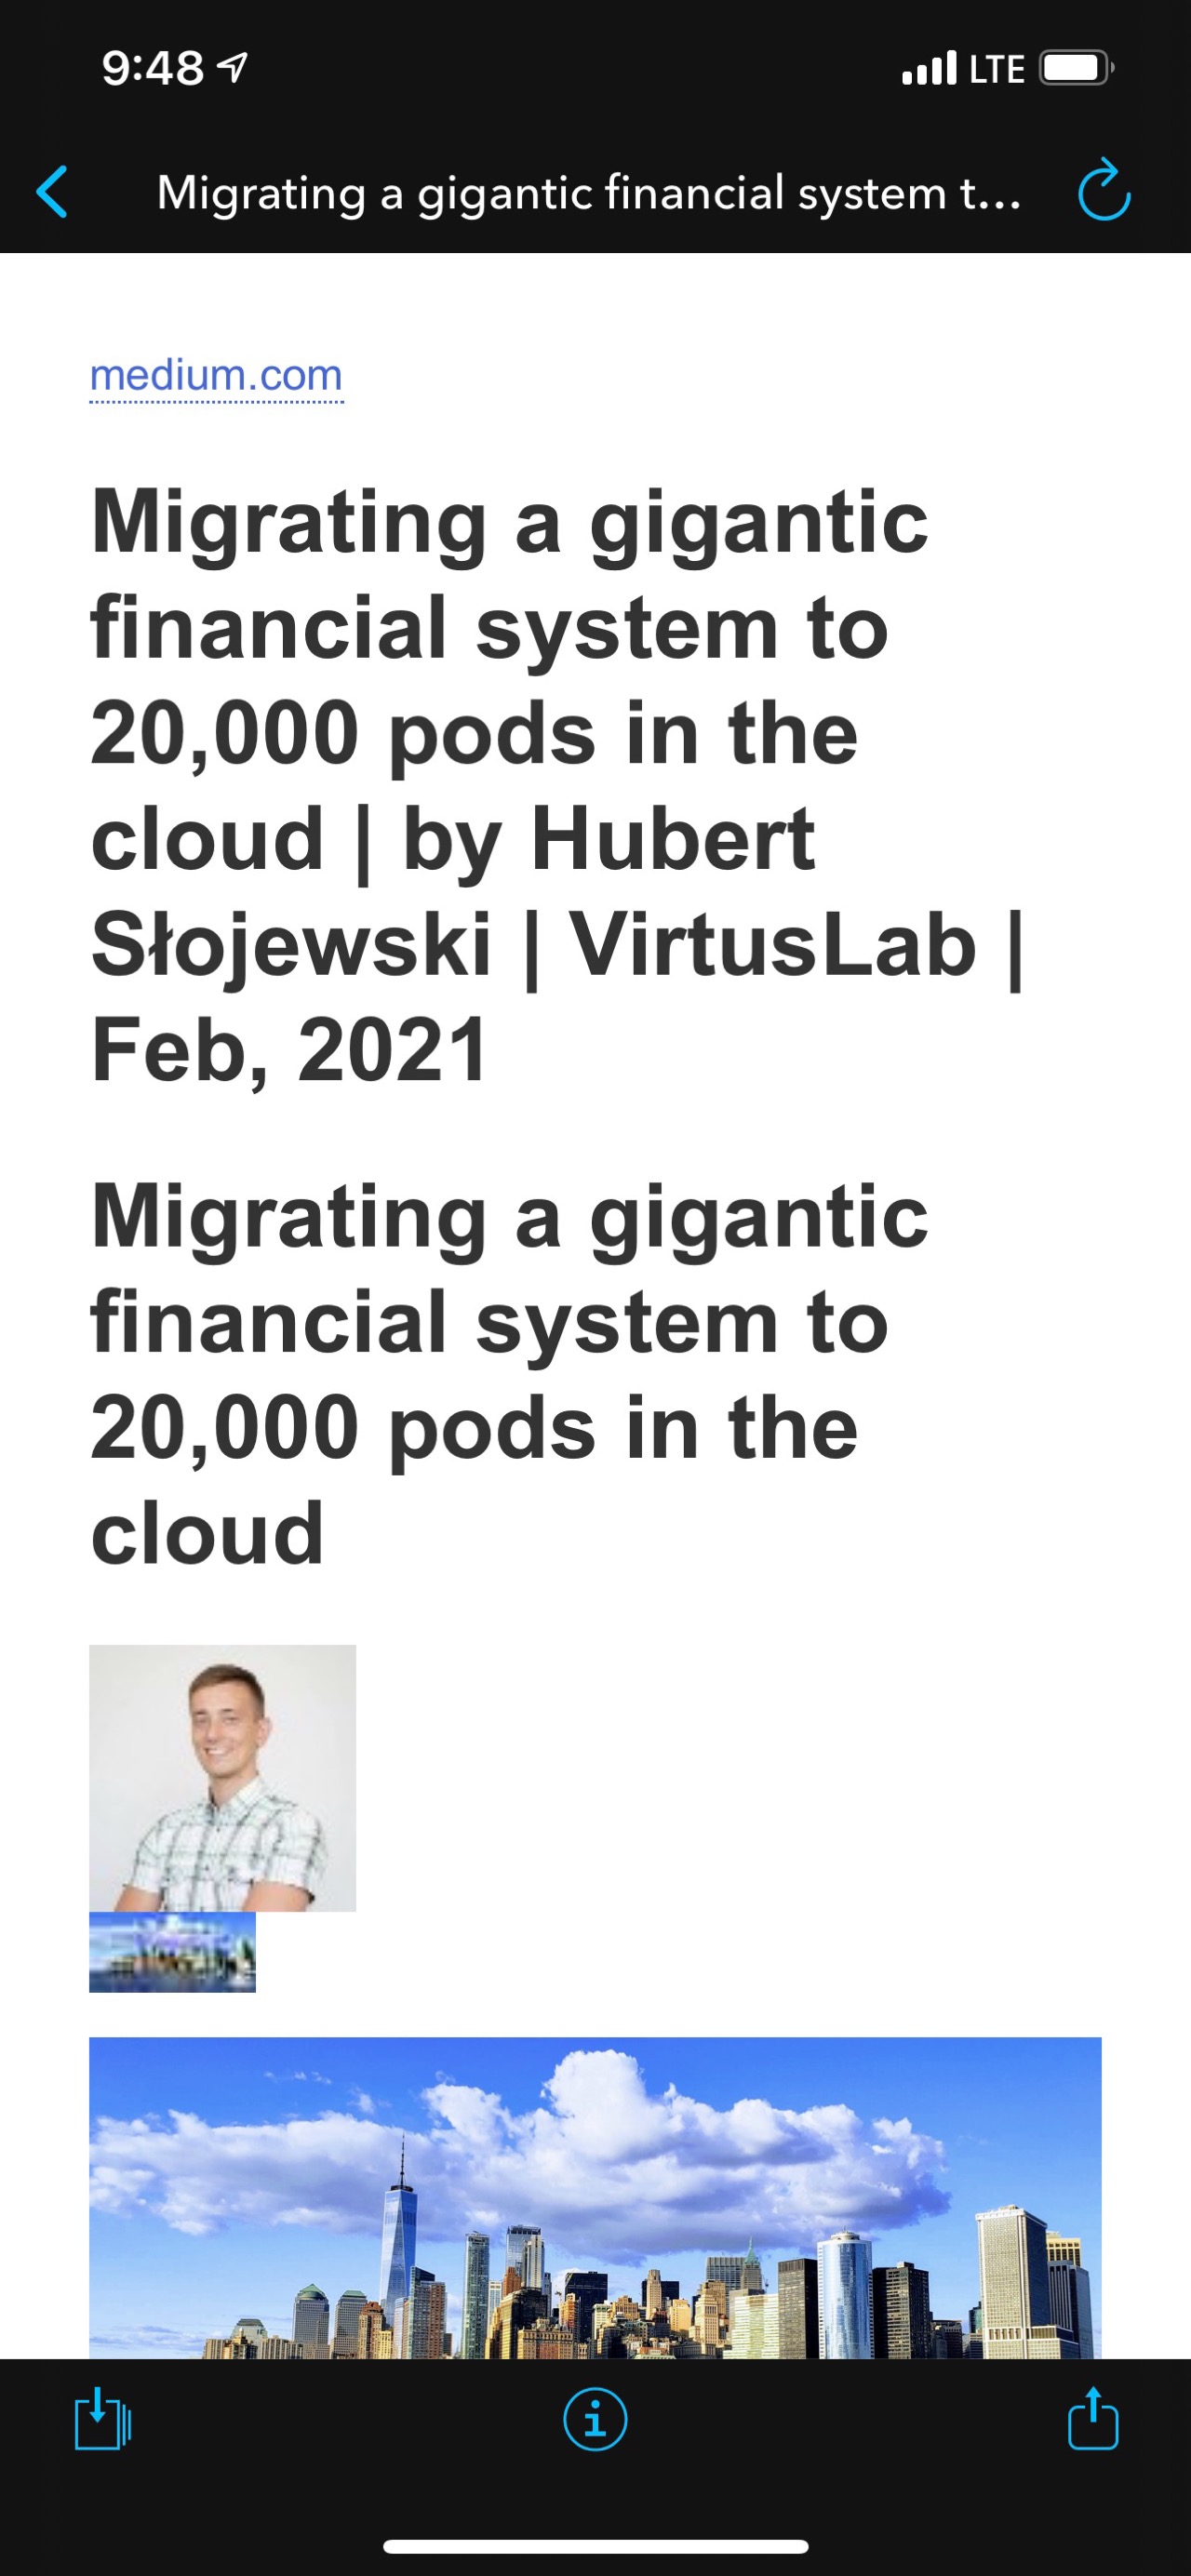 9:48
LTE
Migrating a gigantic financial system t...
medium.com
Migrating a gigantic
financial system to
20,000 pods in the
cloud | by Hubert
Słojewski | VirtusLab |
Feb, 2021
Migrating a gigantic
financial system to
20,000 pods in the
cloud